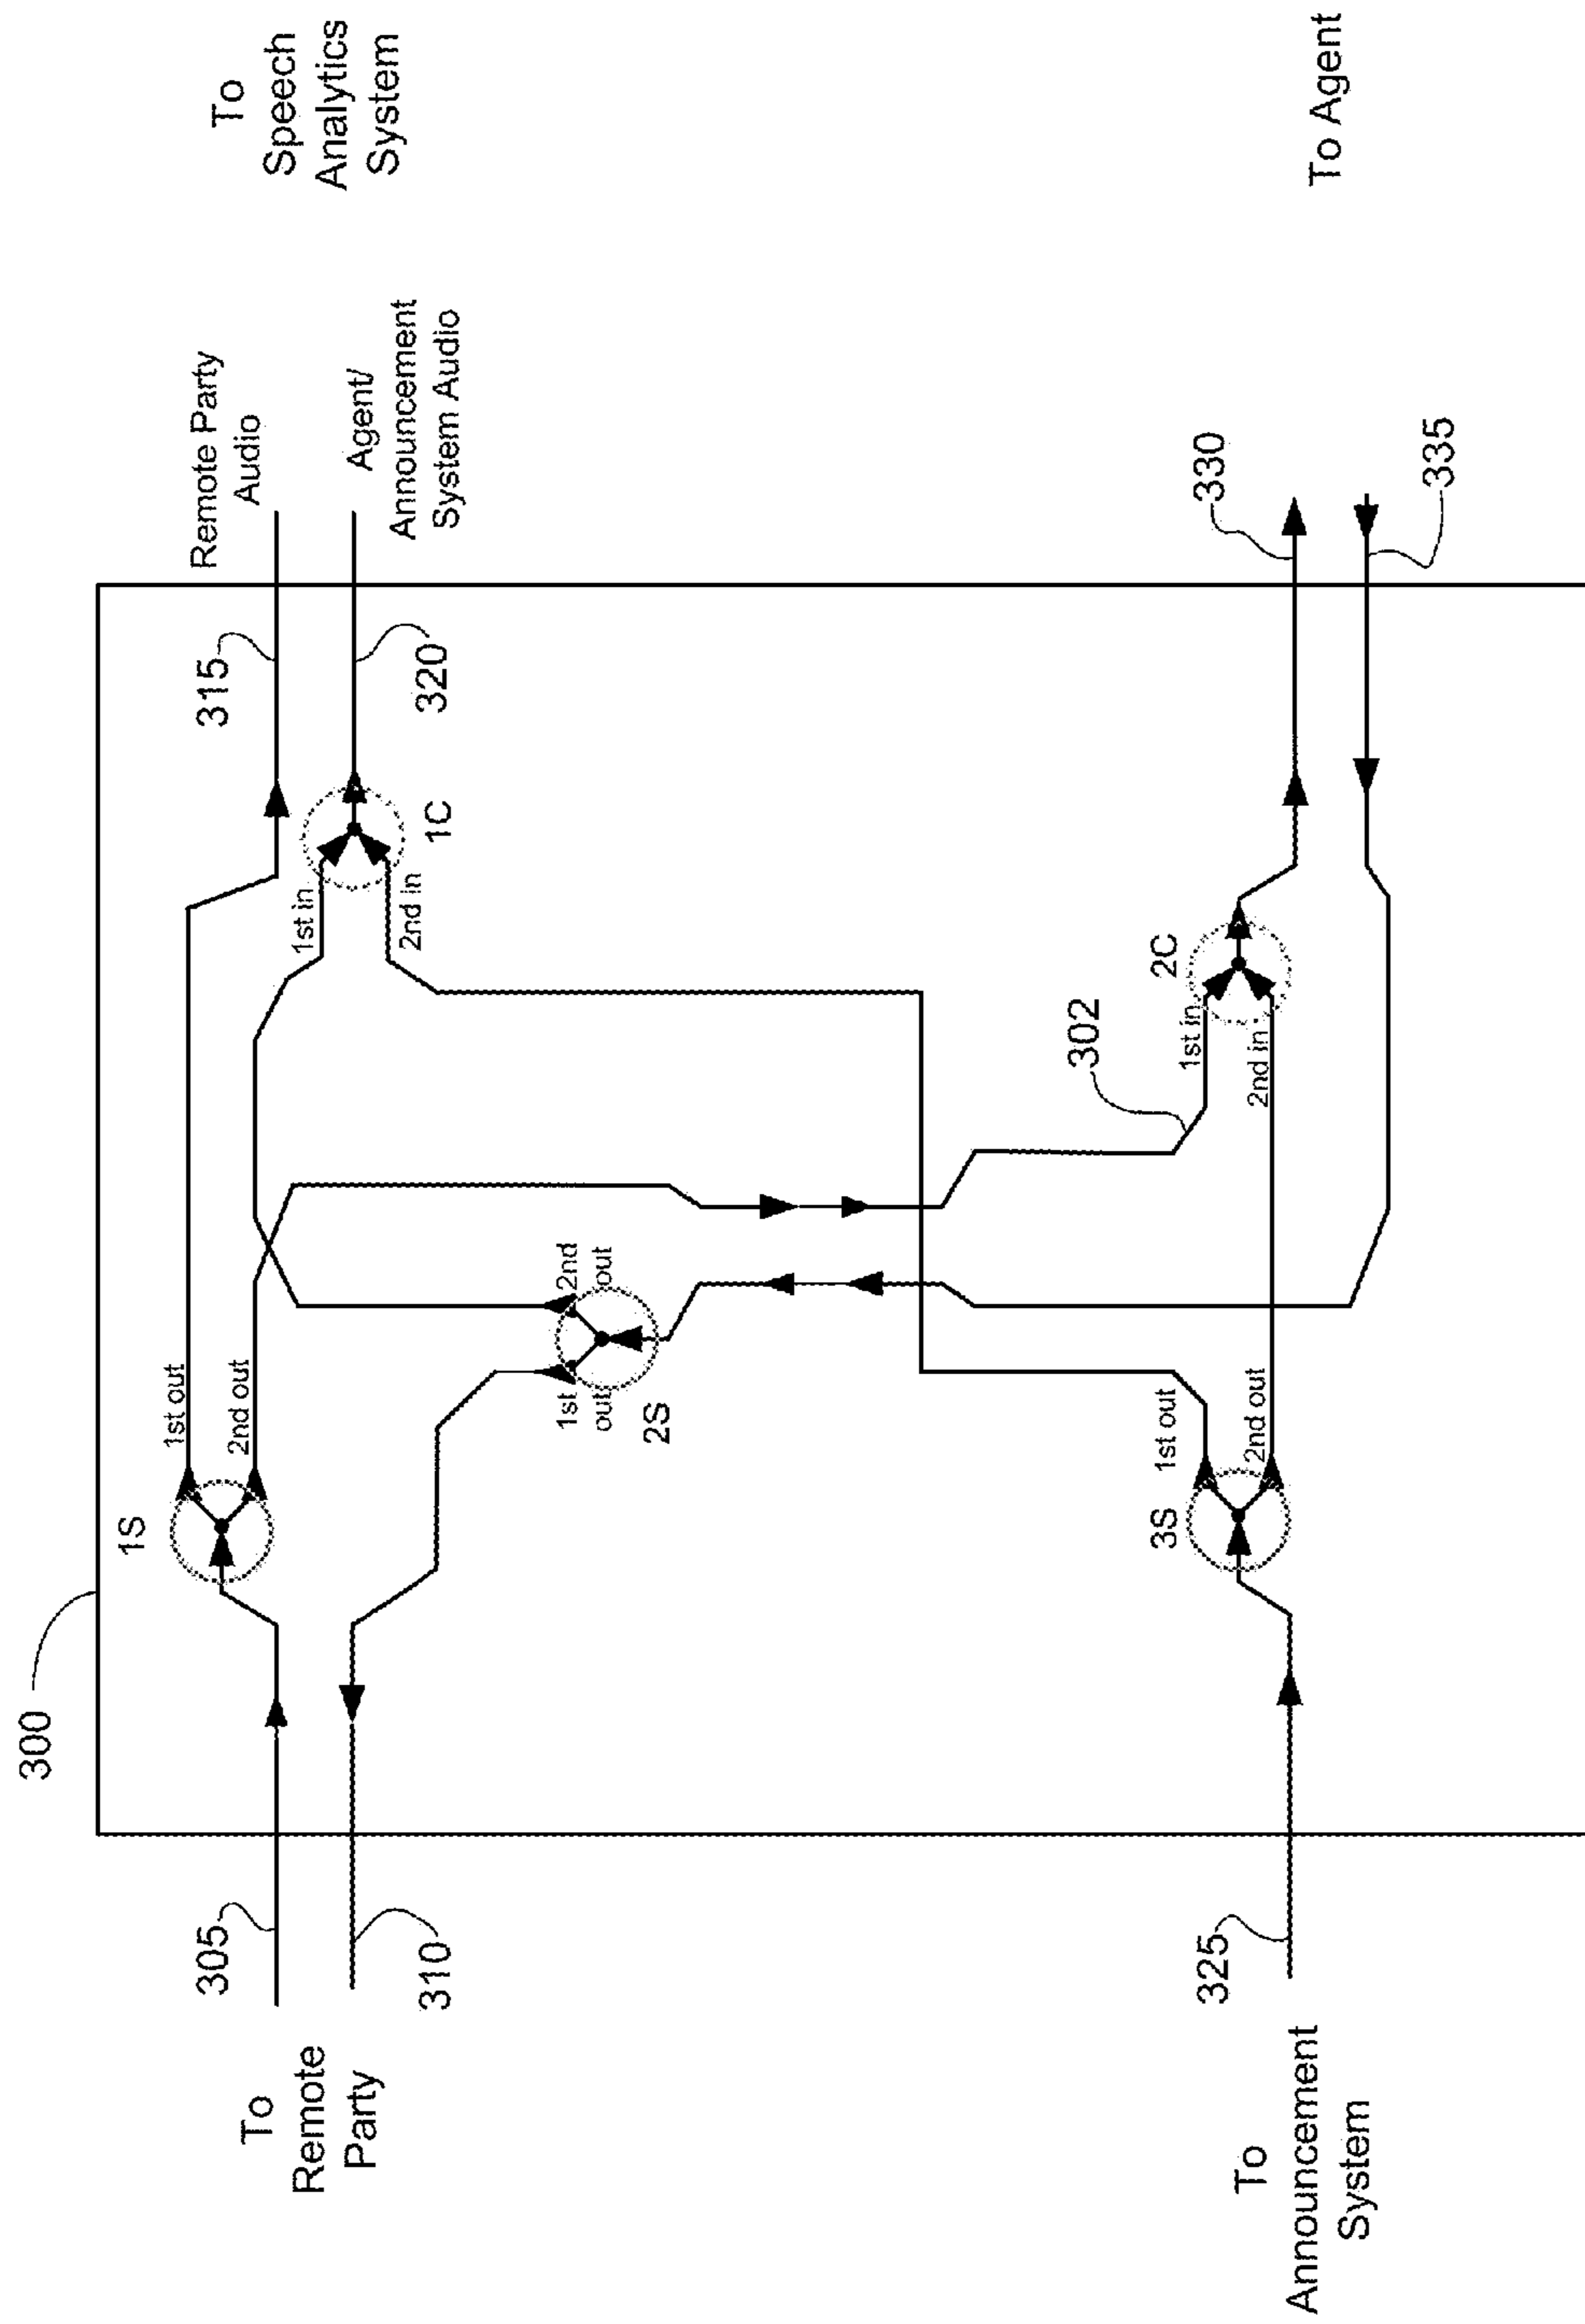 300
305
To
Remote
Party
310
1S
1st out
2nd out
315
Remote Party
Audio
To
Speech
Analytics
System
1st in
2nd in
1C
320
Agent/
Announcement
System Audio
1st
out
2nd
out
2S
302
325
To
Announcement
System
3S
1st out
2nd out
1st in
2nd in
2C
330
335
To Agent